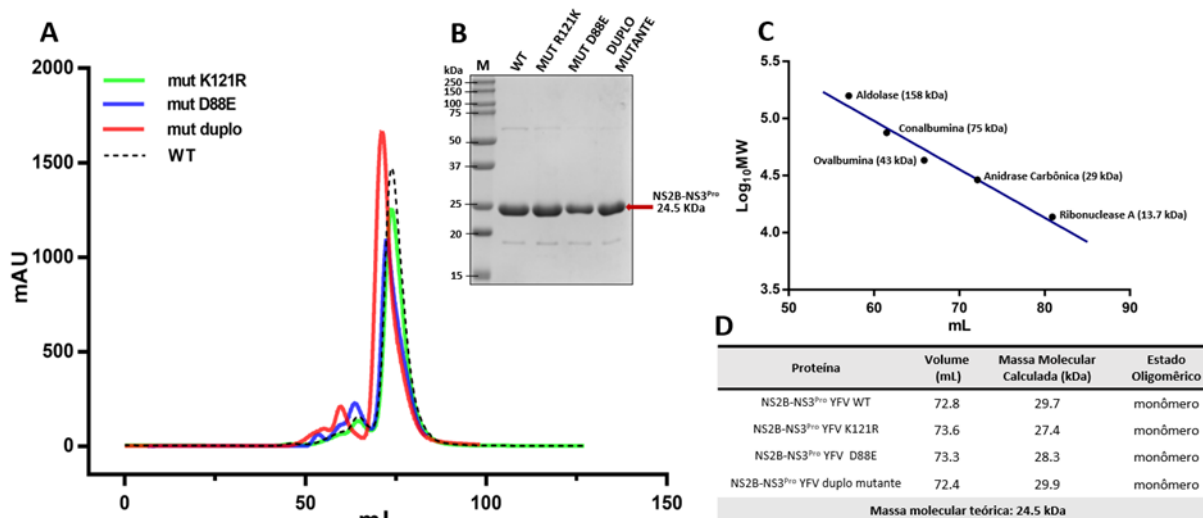 A
2000
1500
1000
500
0
mAU
0
50
100
150
mL
mut K121R
mut D88E
mut duplo
WT
B
M
WT
MUT R121K
MUT D88E
DUPLO
MUTANTE
kDa
250
150
100
75
50
37
25
20
15
NS2B-NS3Pro
24.5 KDa
C
5.5
5.0
4.5
4.0
3.5
Log10MW
50
60
70
80
90
mL
Aldolase (158 kDa)
Conalbumina (75 kDa)
Ovalbumina (43 kDa)
Anidrase Carbônica (29 kDa)
Ribonuclease A (13.7 kDa)
D
Proteína Volume (mL) Massa Molecular Calculada (kDa) Estado Oligomêrico
NS2B-NS3Pro YFV WT 72.8 29.7 monômero
NS2B-NS3Pro YFV K121R 73.6 27.4 monômero
NS2B-NS3Pro YFV D88E 73.3 28.3 monômero
NS2B-NS3Pro YFV duplo mutante 72.4 29.9 monômero
Massa molecular teórica: 24.5 kDa